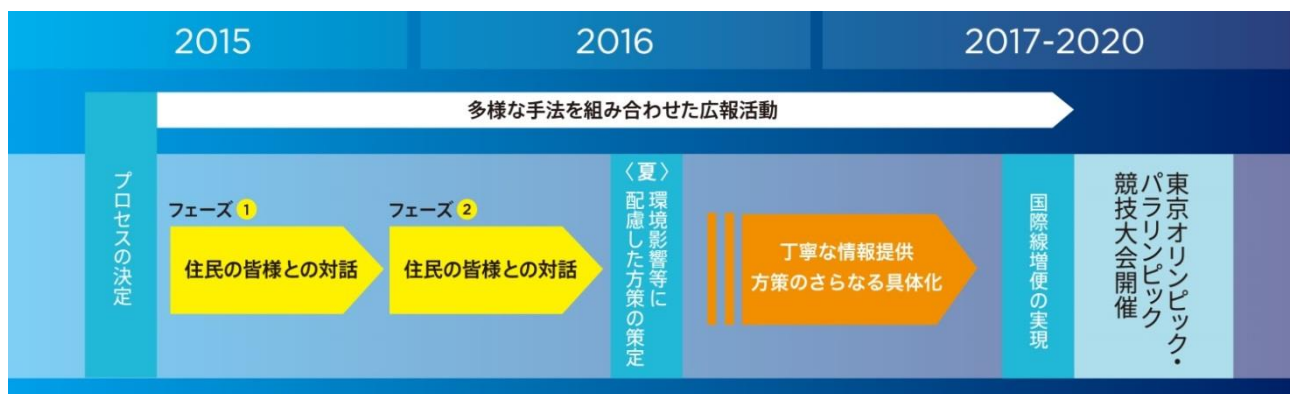 2015
2016
2017-2020
多様な手法を組み合わせた広報活動
プロセスの決定
フェーズ1
住民の皆様との対話
フェーズ2
住民の皆様との対話
〈夏〉
環境影響等に
配慮した方策の策定
丁寧な情報提供
方策のさらなる具体化
国際線増便の実現
東京オリンピック・
パラリンピック
競技大会開催